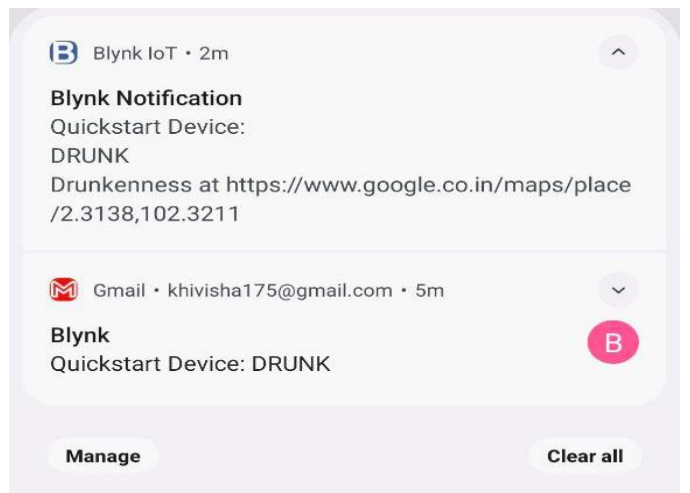 B Blynk IoT • 2m
Blynk Notification
Quickstart Device:
DRUNK
Drunkenness at https://www.google.co.in/maps/place
/2.3138,102.3211
M Gmail • khivisha175@gmail.com • 5m
Blynk
B
Quickstart Device: DRUNK
Manage
Clear all